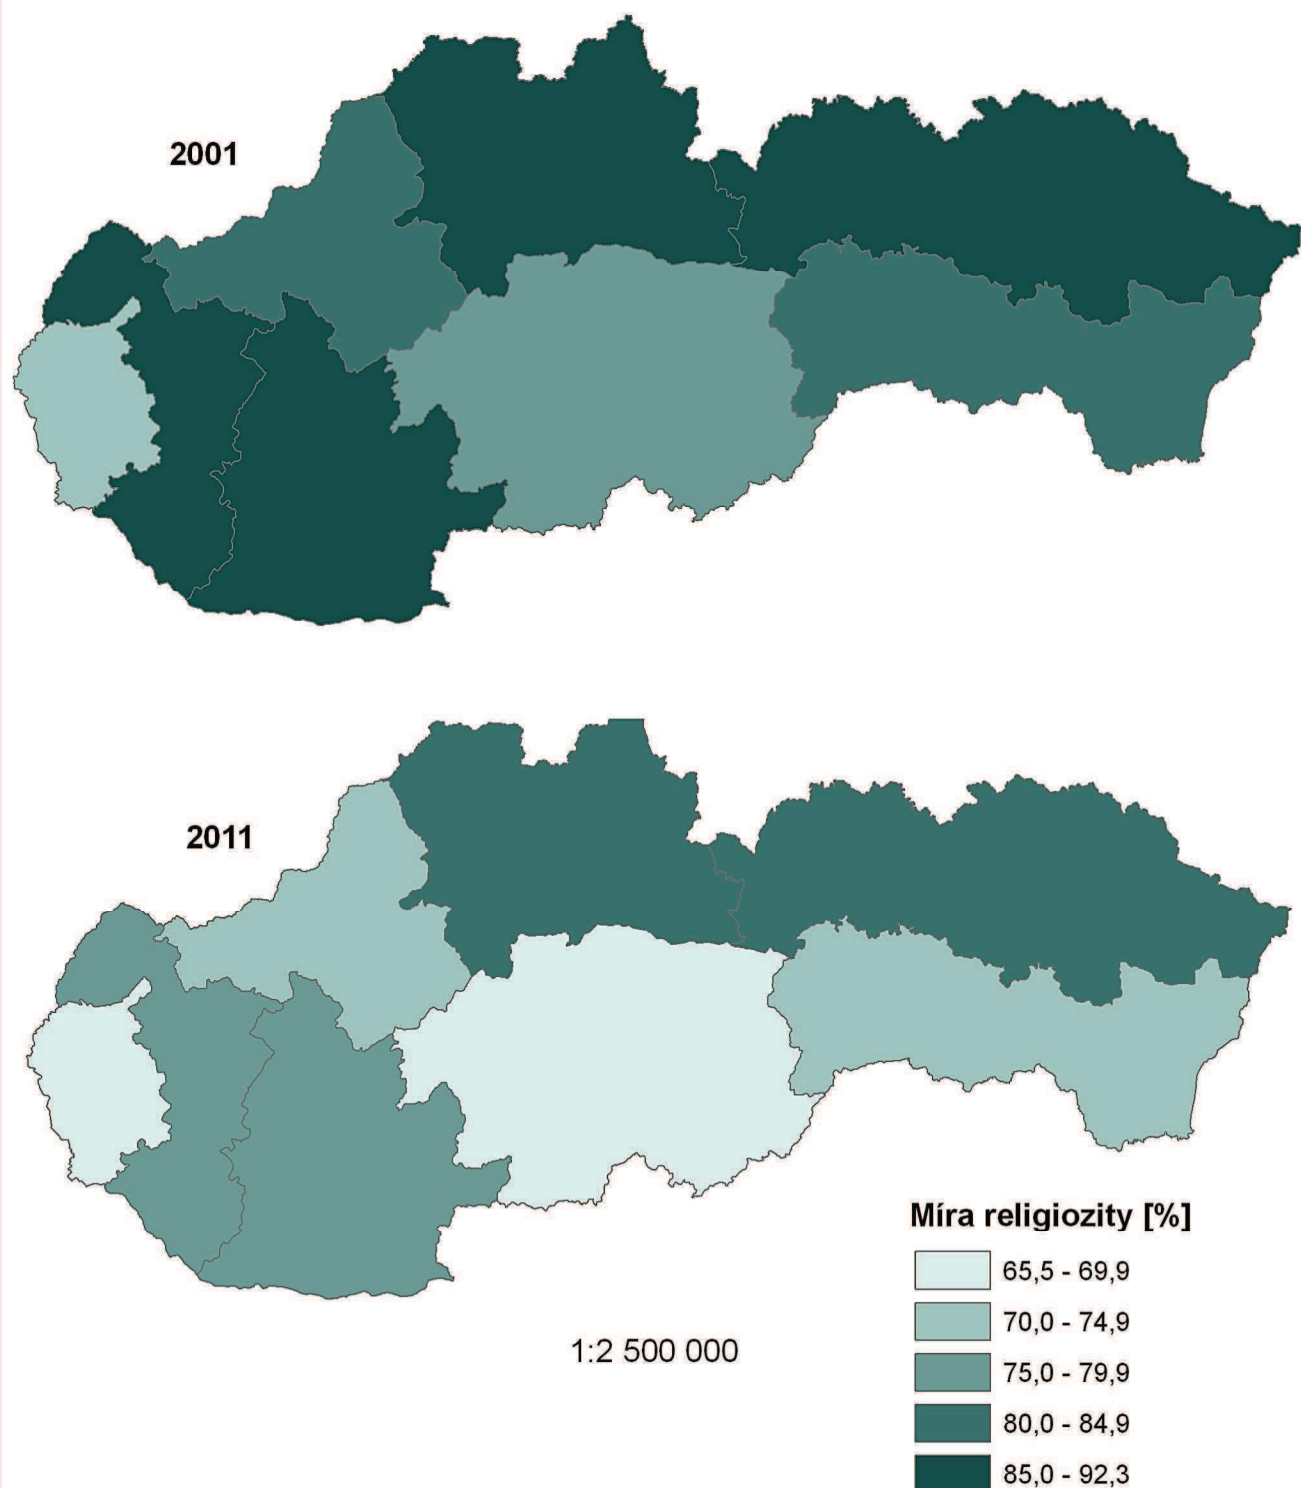 2001
2011
Míra religiozity [%]
65,5 - 69,9
70,0 - 74,9
75,0 - 79,9
80,0 - 84,9
85,0 - 92,3
1:2 500 000